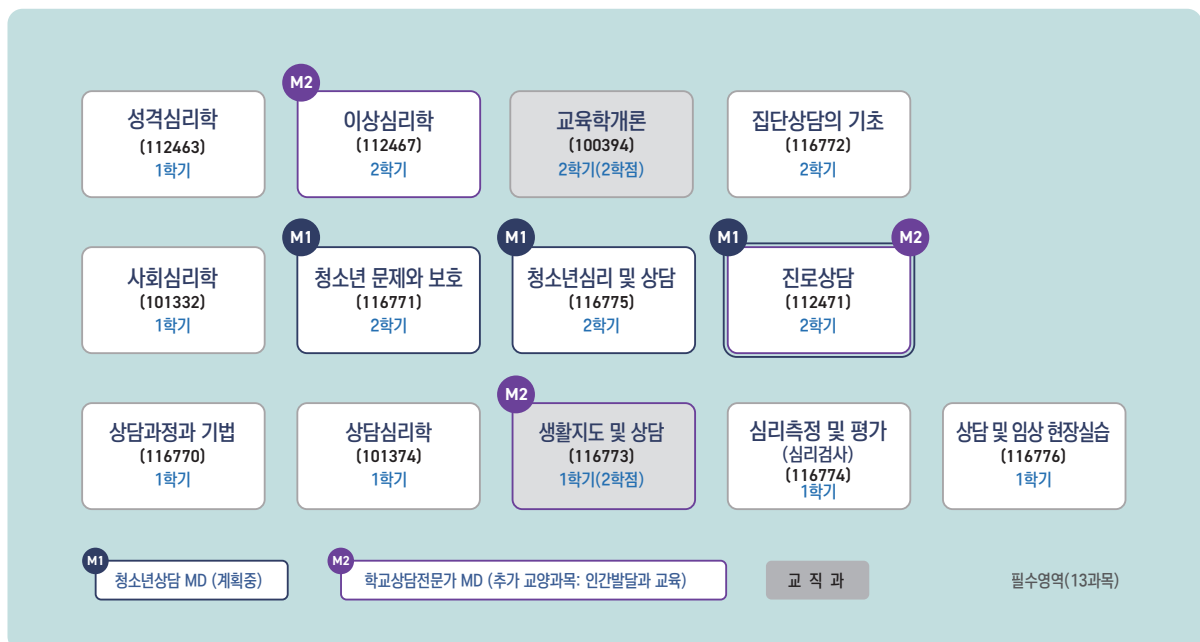 M2
성격심리학
(112463)
1학기
이상심리학
(112467)
2학기
교육학개론
(100394)
2학기(2학점)
집단상담의 기초
(116772)
2학기
M1
M1
M1
M2
사회심리학
(101332)
1학기
청소년 문제와 보호
(116771)
2학기
청소년심리 및 상담
(116775)
2학기
진로상담
(112471)
2학기
M2
상담과정과 기법
(116770)
1학기
상담심리학
(101374)
1학기
생활지도 및 상담
(116773)
1학기(2학점)
심리측정 및 평가
(심리검사)
(116774)
1학기
상담 및 임상 현장실습
(116776)
1학기
M1
청소년상담 MD (계획중)
M2
학교상담전문가 MD (추가 교양과목: 인간발달과 교육)
교 직 과
필수영역(13과목)